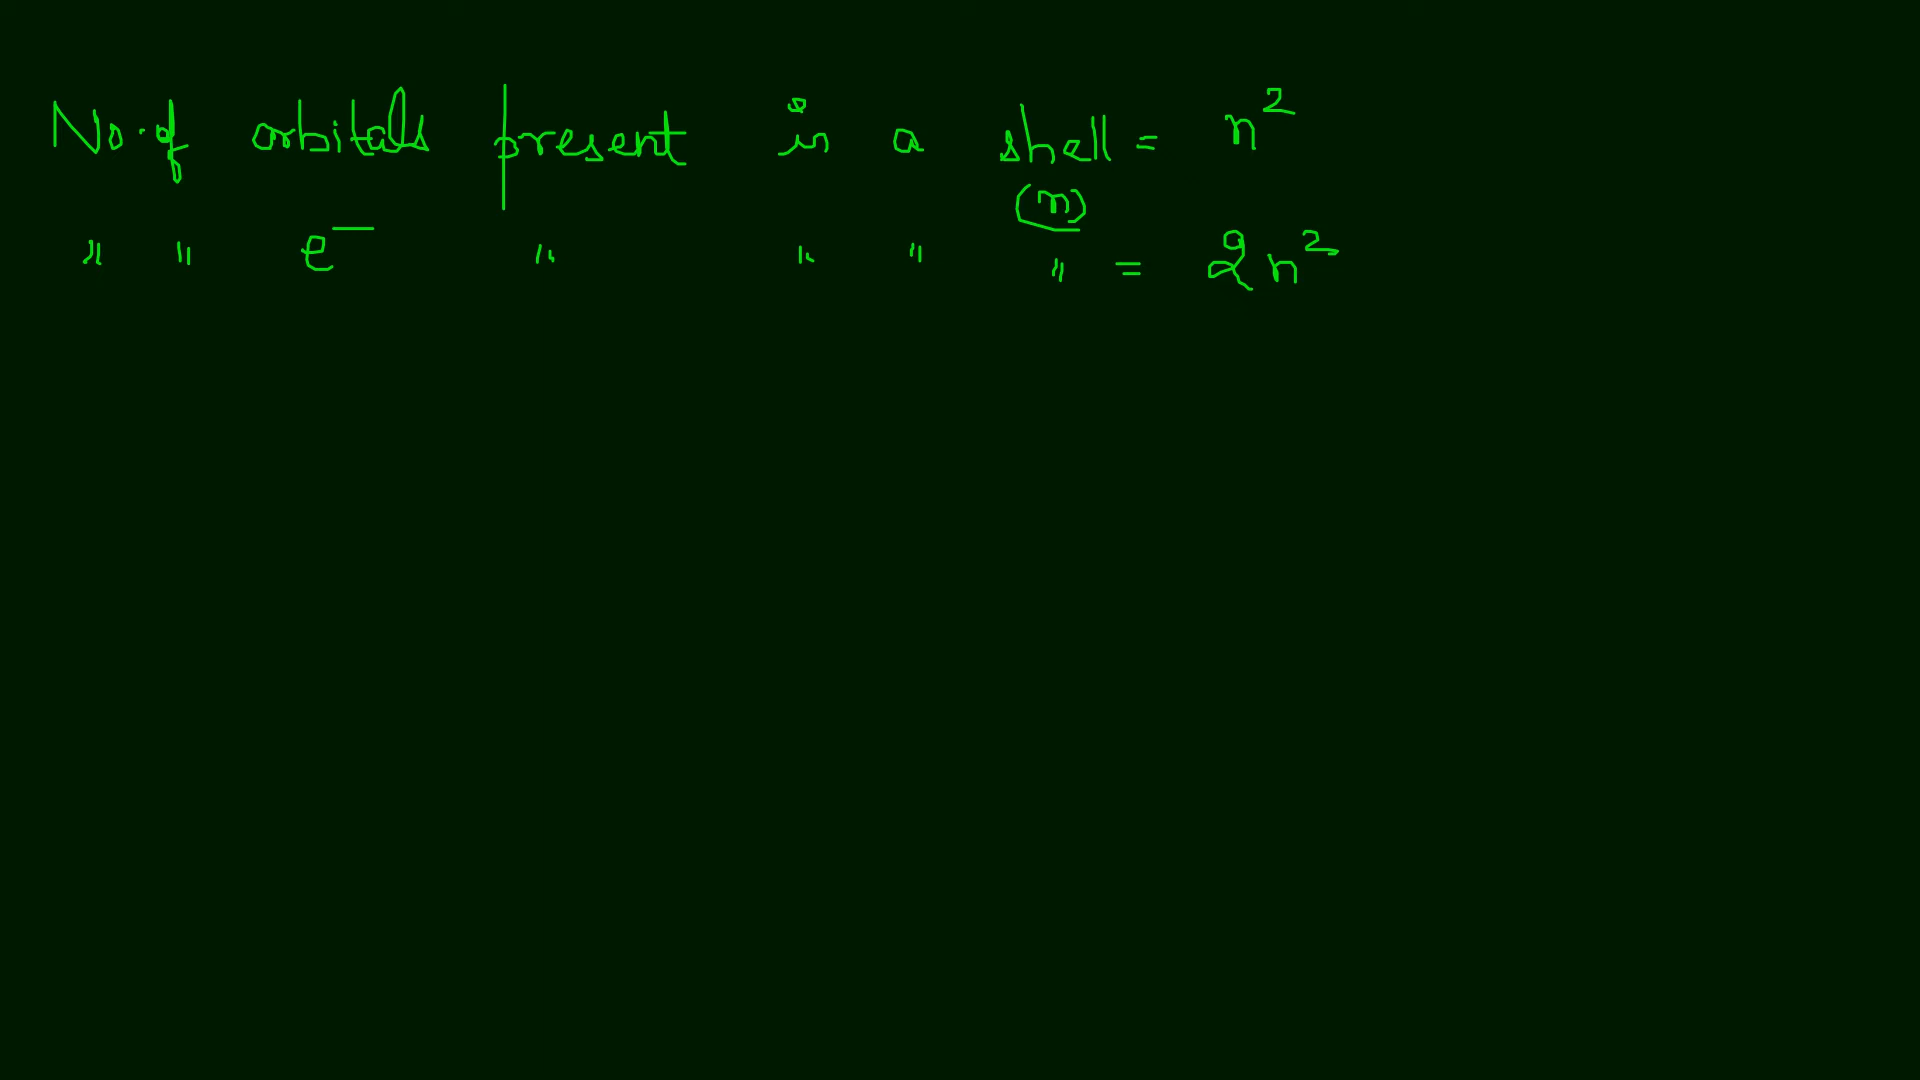 No. of orbitals present in a shell = n²
(n)
" " e⁻ " " " " = 2n²